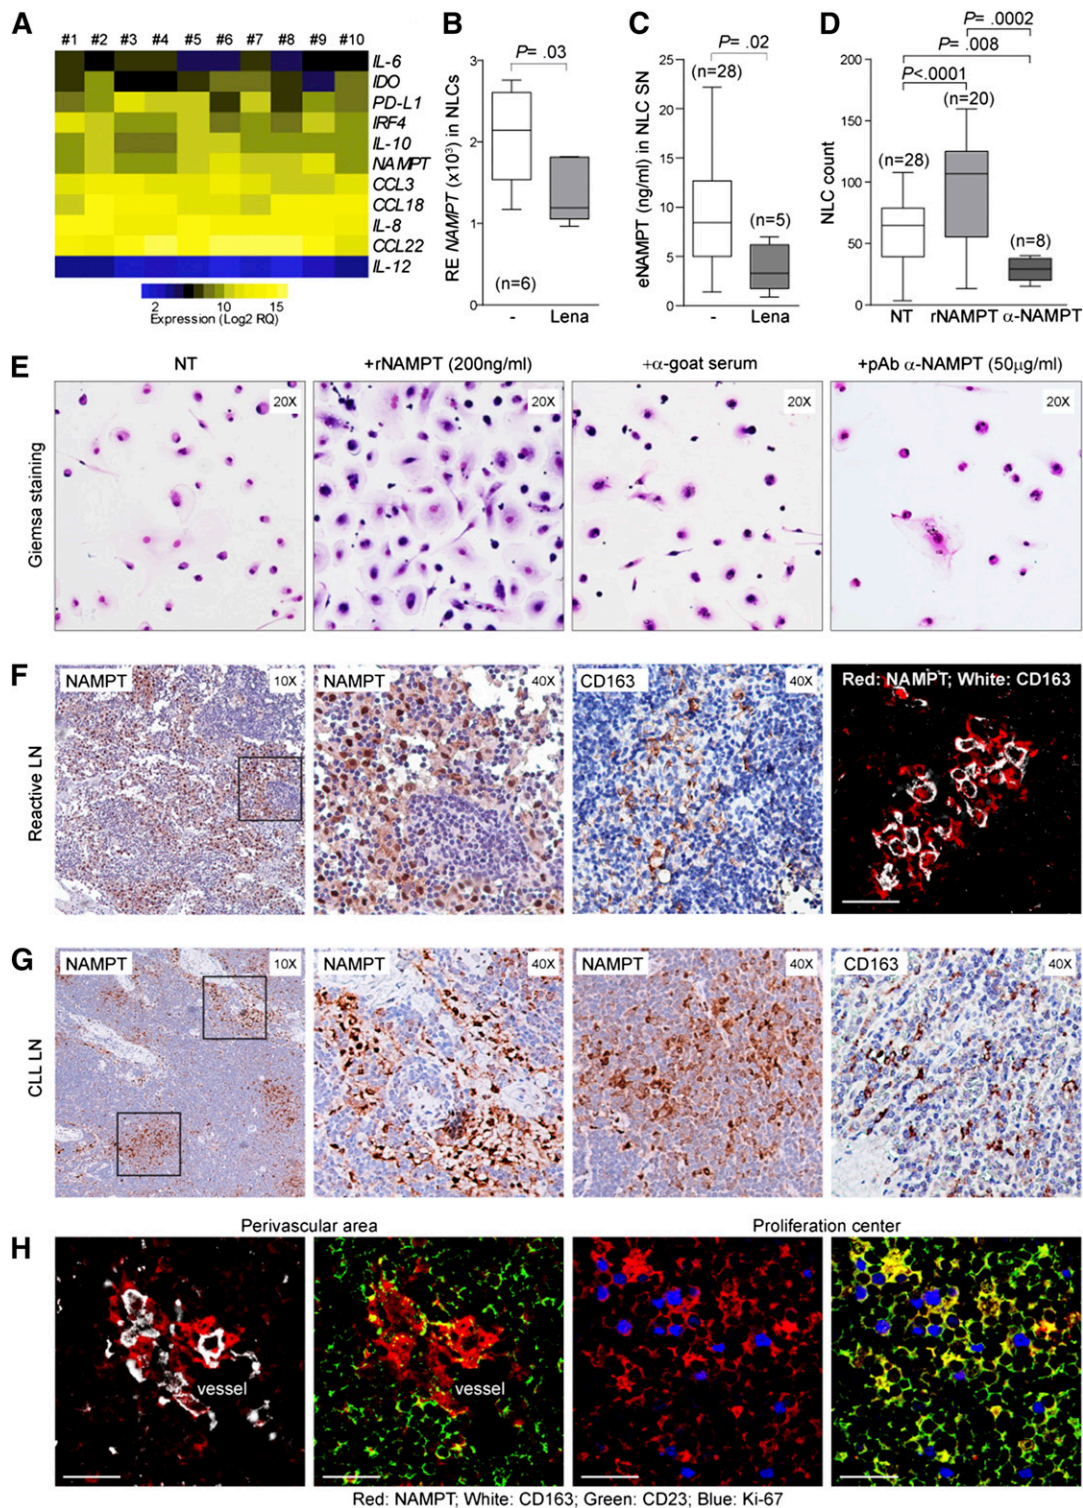 A
#1 #2 #3 #4 #5 #6 #7 #8 #9 #10
IL-6
IDO
PD-L1
IRF4
IL-10
NAMPT
CCL3
CCL18
IL-8
CCL22
IL-12
2 10 15
Expression (Log2 RQ)
B
P= .03
RE NAMPT (x10³) in NLCs
3
2
1
0
(n=6)
- Lena
C
P= .02
eNAMPT (ng/ml) in NLC SN
25
20
15
10
5
0
(n=28)
(n=5)
- Lena
D
P= .0002
P= .008
P<.0001
NLC count
200
150
100
50
0
(n=28)
(n=20)
(n=8)
NT rNAMPT α-NAMPT
E
NT +rNAMPT (200ng/ml) +α-goat serum +pAb α-NAMPT (50µg/ml)
Giemsa staining
20X 20X 20X 20X
F
Reactive LN
NAMPT 10X NAMPT 40X CD163 40X Red: NAMPT; White: CD163
G
CLL LN
NAMPT 10X NAMPT 40X NAMPT 40X CD163 40X
H
Perivascular area Proliferation center
vessel vessel
Red: NAMPT; White: CD163; Green: CD23; Blue: Ki-67